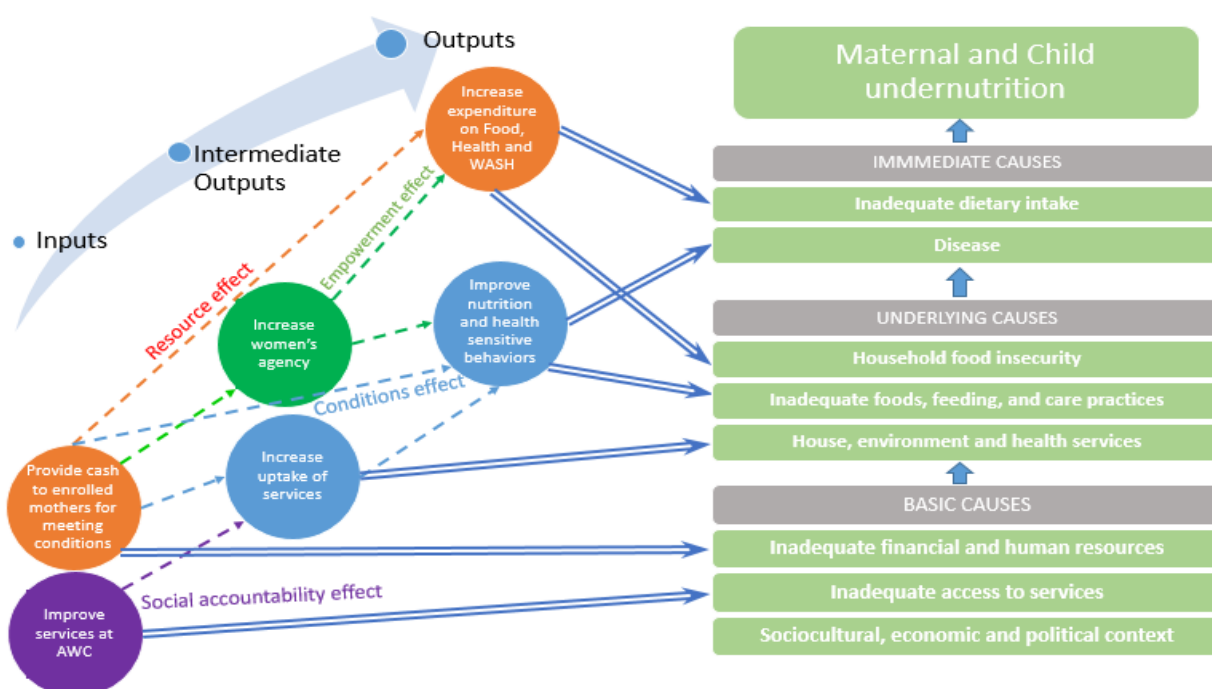 Outputs
Intermediate
Outputs
Inputs
Increase
expenditure
on Food,
Health and
WASH
Resource effect
Empowerment effect
Increase
women's
agency
Improve
nutrition
and health
sensitive
behaviors
Conditions effect
Increase
uptake of
services
Provide cash
to enrolled
mothers for
meeting
conditions
Social accountability effect
Improve
services at
AWC
Maternal and Child
undernutrition
IMMMEDIATE CAUSES
Inadequate dietary intake
Disease
UNDERLYING CAUSES
Household food insecurity
Inadequate foods, feeding, and care practices
House, environment and health services
BASIC CAUSES
Inadequate financial and human resources
Inadequate access to services
Sociocultural, economic and political context